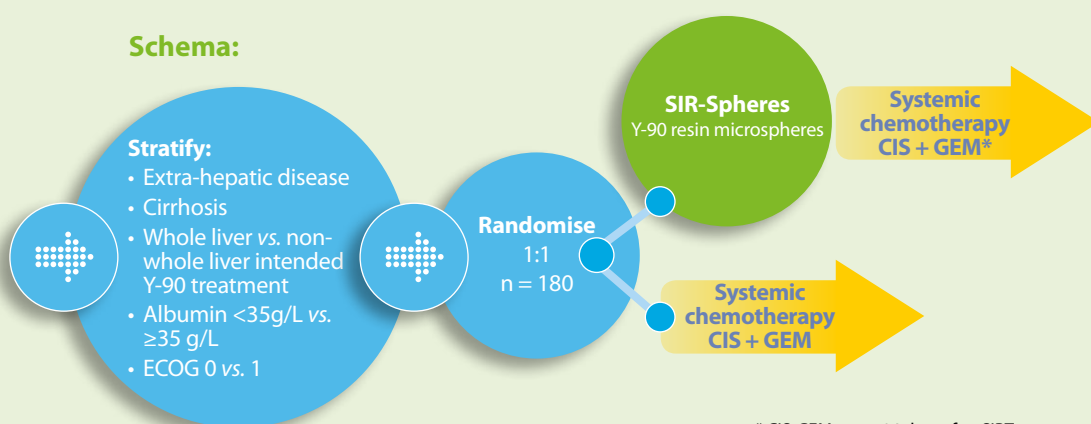 Schema:
Stratify:
• Extra-hepatic disease
• Cirrhosis
• Whole liver vs. non-
whole liver intended
Y-90 treatment
• Albumin <35g/L vs.
≥35 g/L
• ECOG 0 vs. 1
Randomise
1:1
n = 180
SIR-Spheres
Y-90 resin microspheres
Systemic
chemotherapy
CIS + GEM*
Systemic
chemotherapy
CIS + GEM